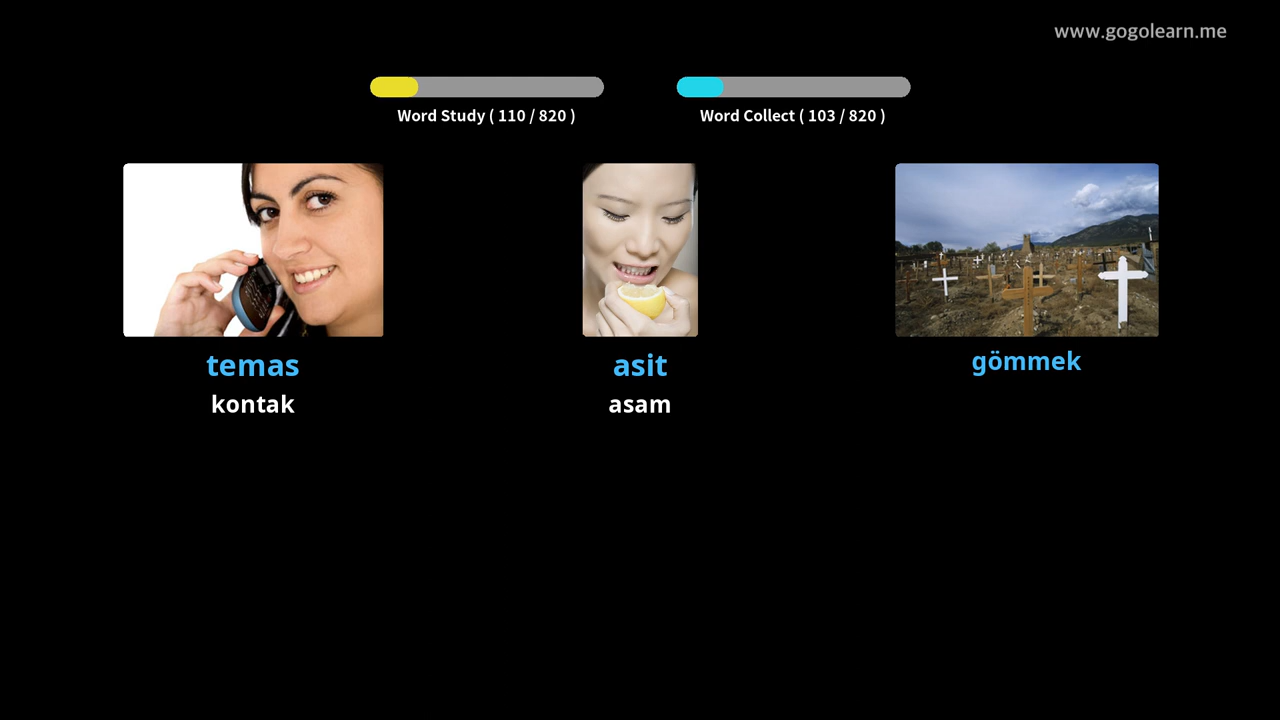 www.gogolearn.me
Word Study ( 110 / 820 )
Word Collect ( 103 / 820 )
temas
kontak
asit
asam
gömmek